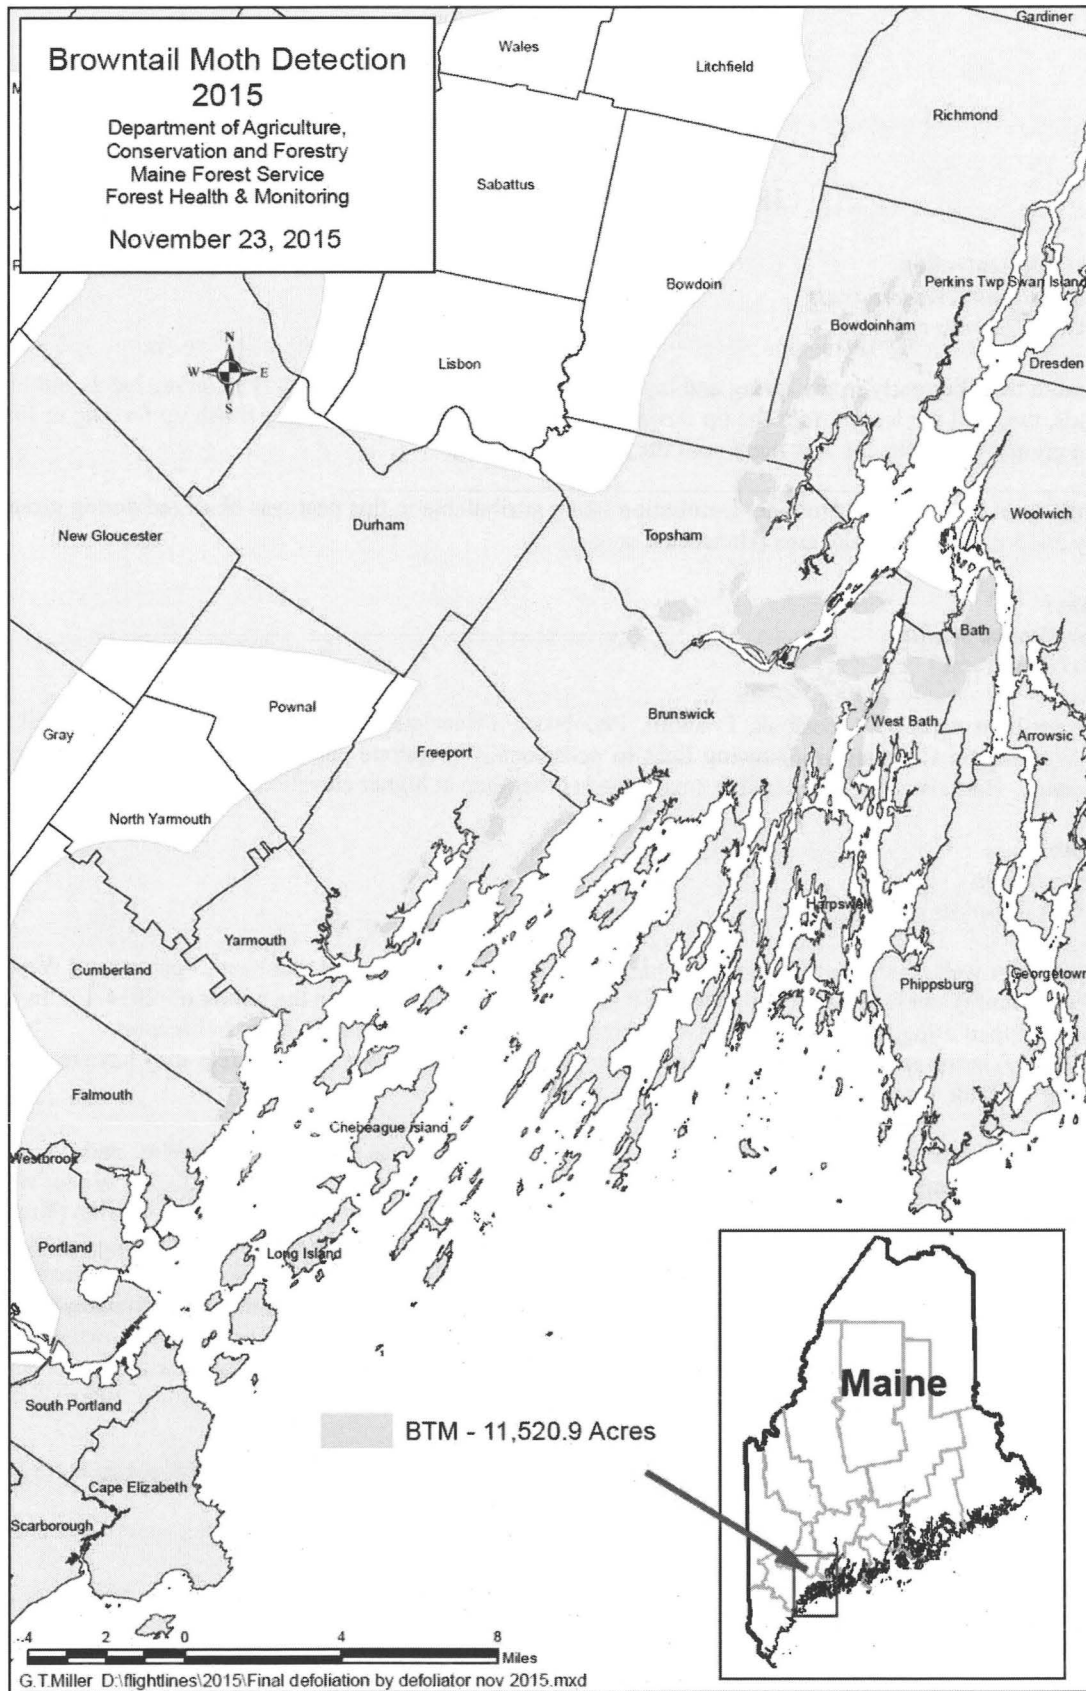 Browntail Moth Detection
2015
Department of Agriculture,
Conservation and Forestry
Maine Forest Service
Forest Health & Monitoring
November 23, 2015
Gardiner
Wales
Litchfield
Richmond
Sabattus
Bowdoin
Perkins Twp Swan Island
Bowdoinham
Dresden
N
W E
S
Lisbon
Woolwich
New Gloucester
Durham
Topsham
Bath
Pownal
Brunswick
West Bath
Gray
Freeport
Arrowsic
North Yarmouth
Harpswell
Yarmouth
Cumberland
Georgetown
Phippsburg
Falmouth
Chebeague Island
Westbrook
Portland
Long Island
Maine
South Portland
BTM - 11,520.9 Acres
Cape Elizabeth
Scarborough
4 2 0 4 8
Miles
G.T.Miller D:\flightlines\2015\Final defoliation by defoliator nov 2015.mxd